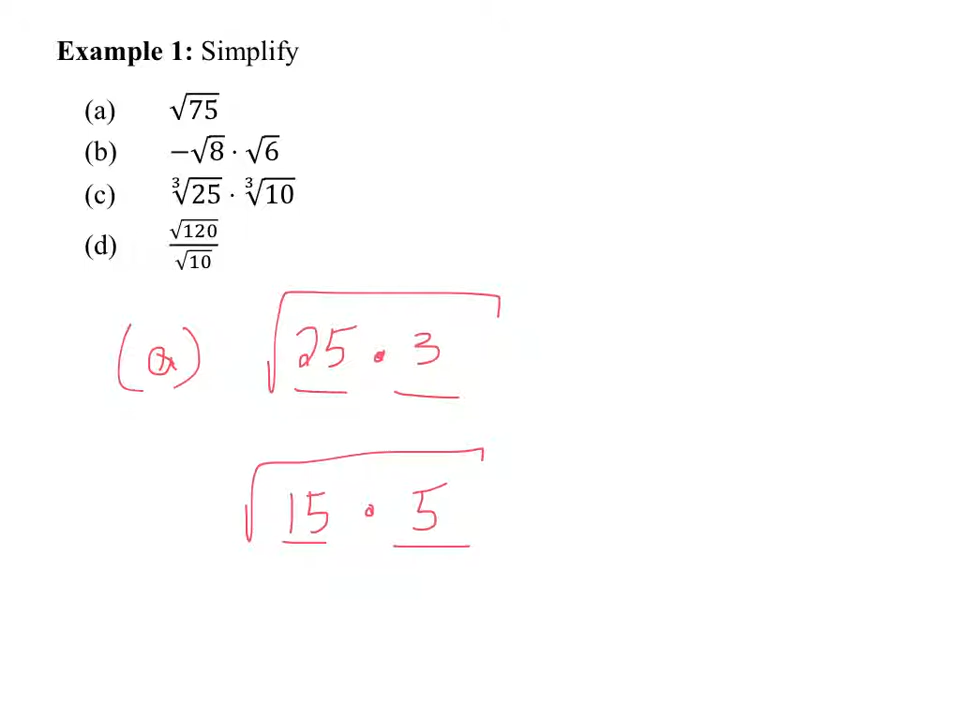 Example 1: Simplify
(a) √75
(b) −√8 · √6
(c) ∛25 · ∛10
(d) √120 / √10
(a) √25 · 3
√15 · 5